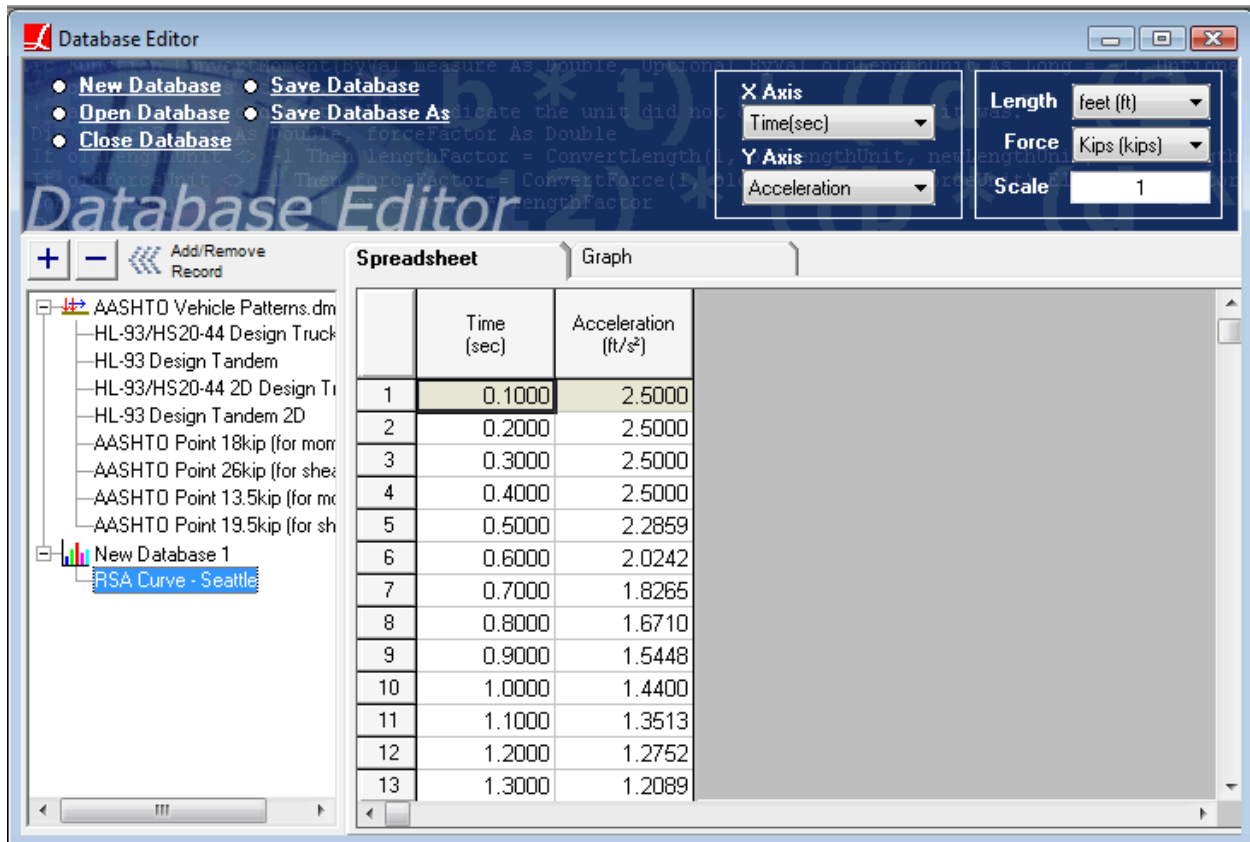 Database Editor
New Database Save Database
Open Database Save Database As
Close Database
Database Editor
X Axis
Time(sec)
Y Axis
Acceleration
Length feet (ft)
Force Kips (kips)
Scale 1
+ − Add/Remove Record
AASHTO Vehicle Patterns.dm
HL-93/HS20-44 Design Truck
HL-93 Design Tandem
HL-93/HS20-44 2D Design Tr
HL-93 Design Tandem 2D
AASHTO Point 18kip (for mom
AASHTO Point 26kip (for shea
AASHTO Point 13.5kip (for mo
AASHTO Point 19.5kip (for sh
New Database 1
RSA Curve - Seattle
Spreadsheet Graph
Time (sec) Acceleration (ft/s²)
1 0.1000 2.5000
2 0.2000 2.5000
3 0.3000 2.5000
4 0.4000 2.5000
5 0.5000 2.2859
6 0.6000 2.0242
7 0.7000 1.8265
8 0.8000 1.6710
9 0.9000 1.5448
10 1.0000 1.4400
11 1.1000 1.3513
12 1.2000 1.2752
13 1.3000 1.2089